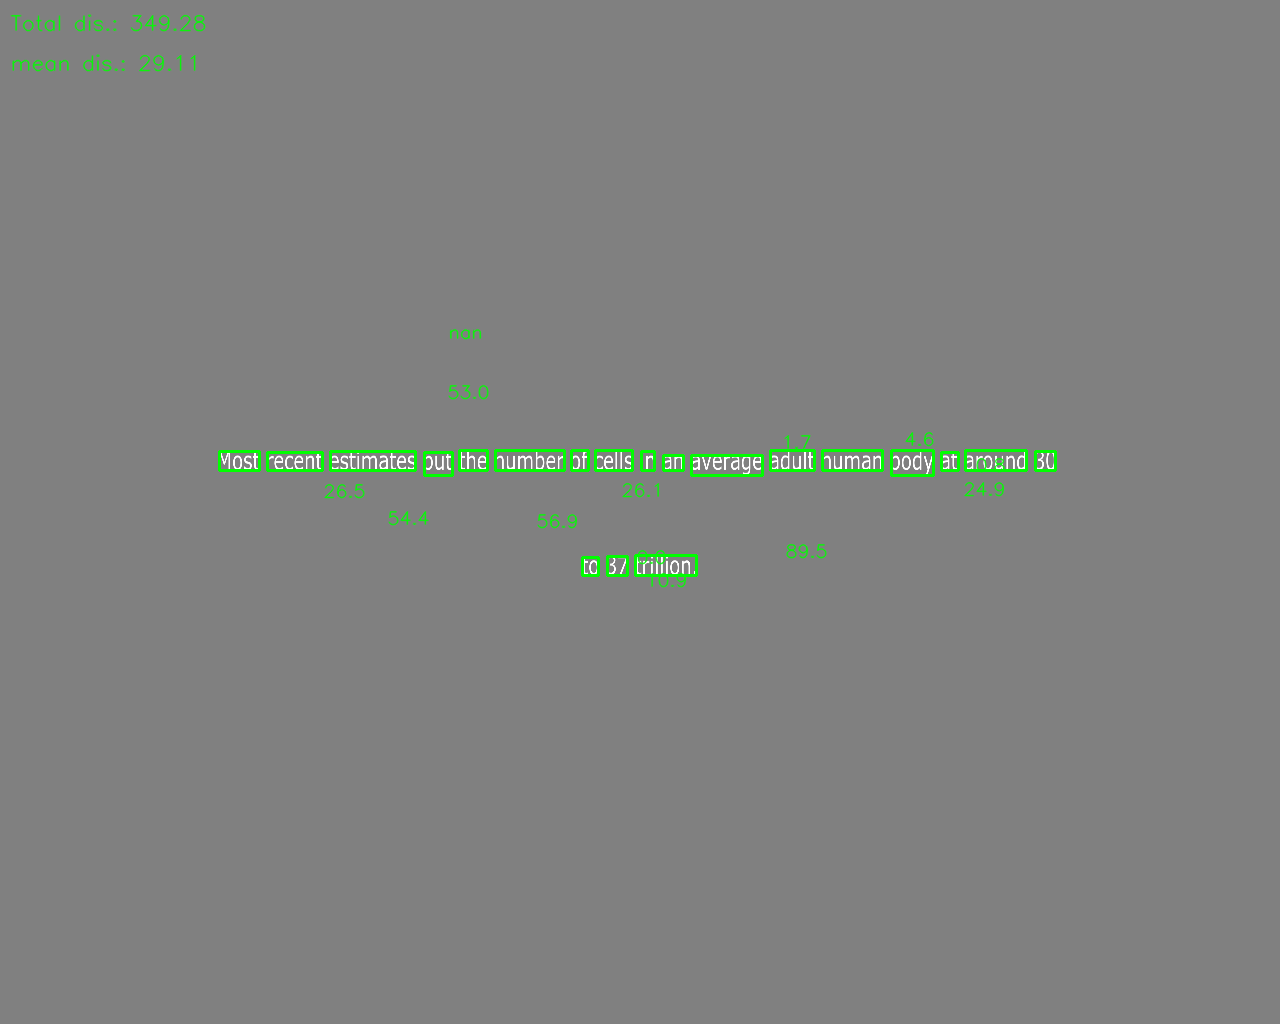 Total dis.: 349.28
mean dis.: 29.11
nan
53.0
1.7 4.6
Most recent estimates put the number of cells in an average adult human body at around 30
26.5 26.1 24.9
54.4 56.9
89.5
to 37 trillion.
10.9